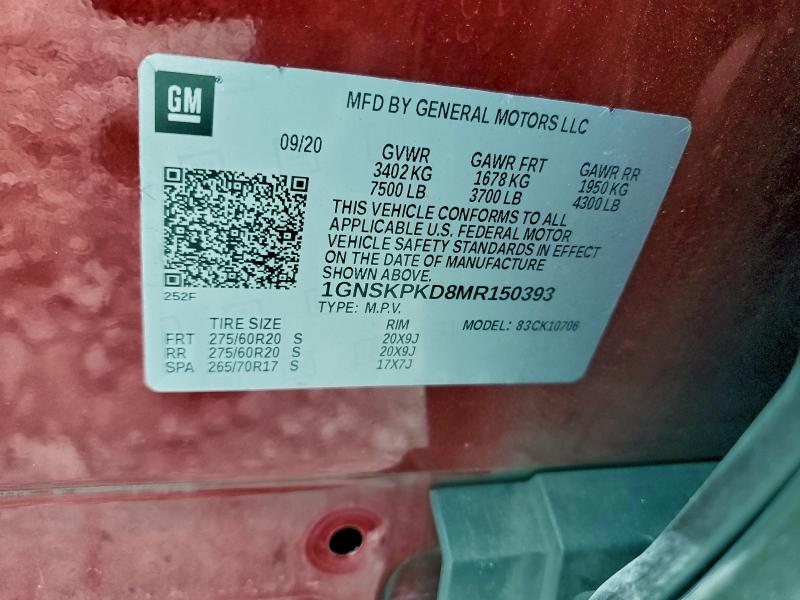 GM
MFD BY GENERAL MOTORS LLC
09/20
GVWR GAWR FRT GAWR RR
3402 KG 1678 KG 1950 KG
7500 LB 3700 LB 4300 LB
THIS VEHICLE CONFORMS TO ALL
APPLICABLE U.S. FEDERAL MOTOR
VEHICLE SAFETY STANDARDS IN EFFECT
ON THE DATE OF MANUFACTURE
SHOWN ABOVE.
252F
1GNSKPKD8MR150393
TYPE: M.P.V.
TIRE SIZE RIM MODEL: 83CK10706
FRT 275/60R20 S 20X9J
RR 275/60R20 S 20X9J
SPA 265/70R17 S 17X7J